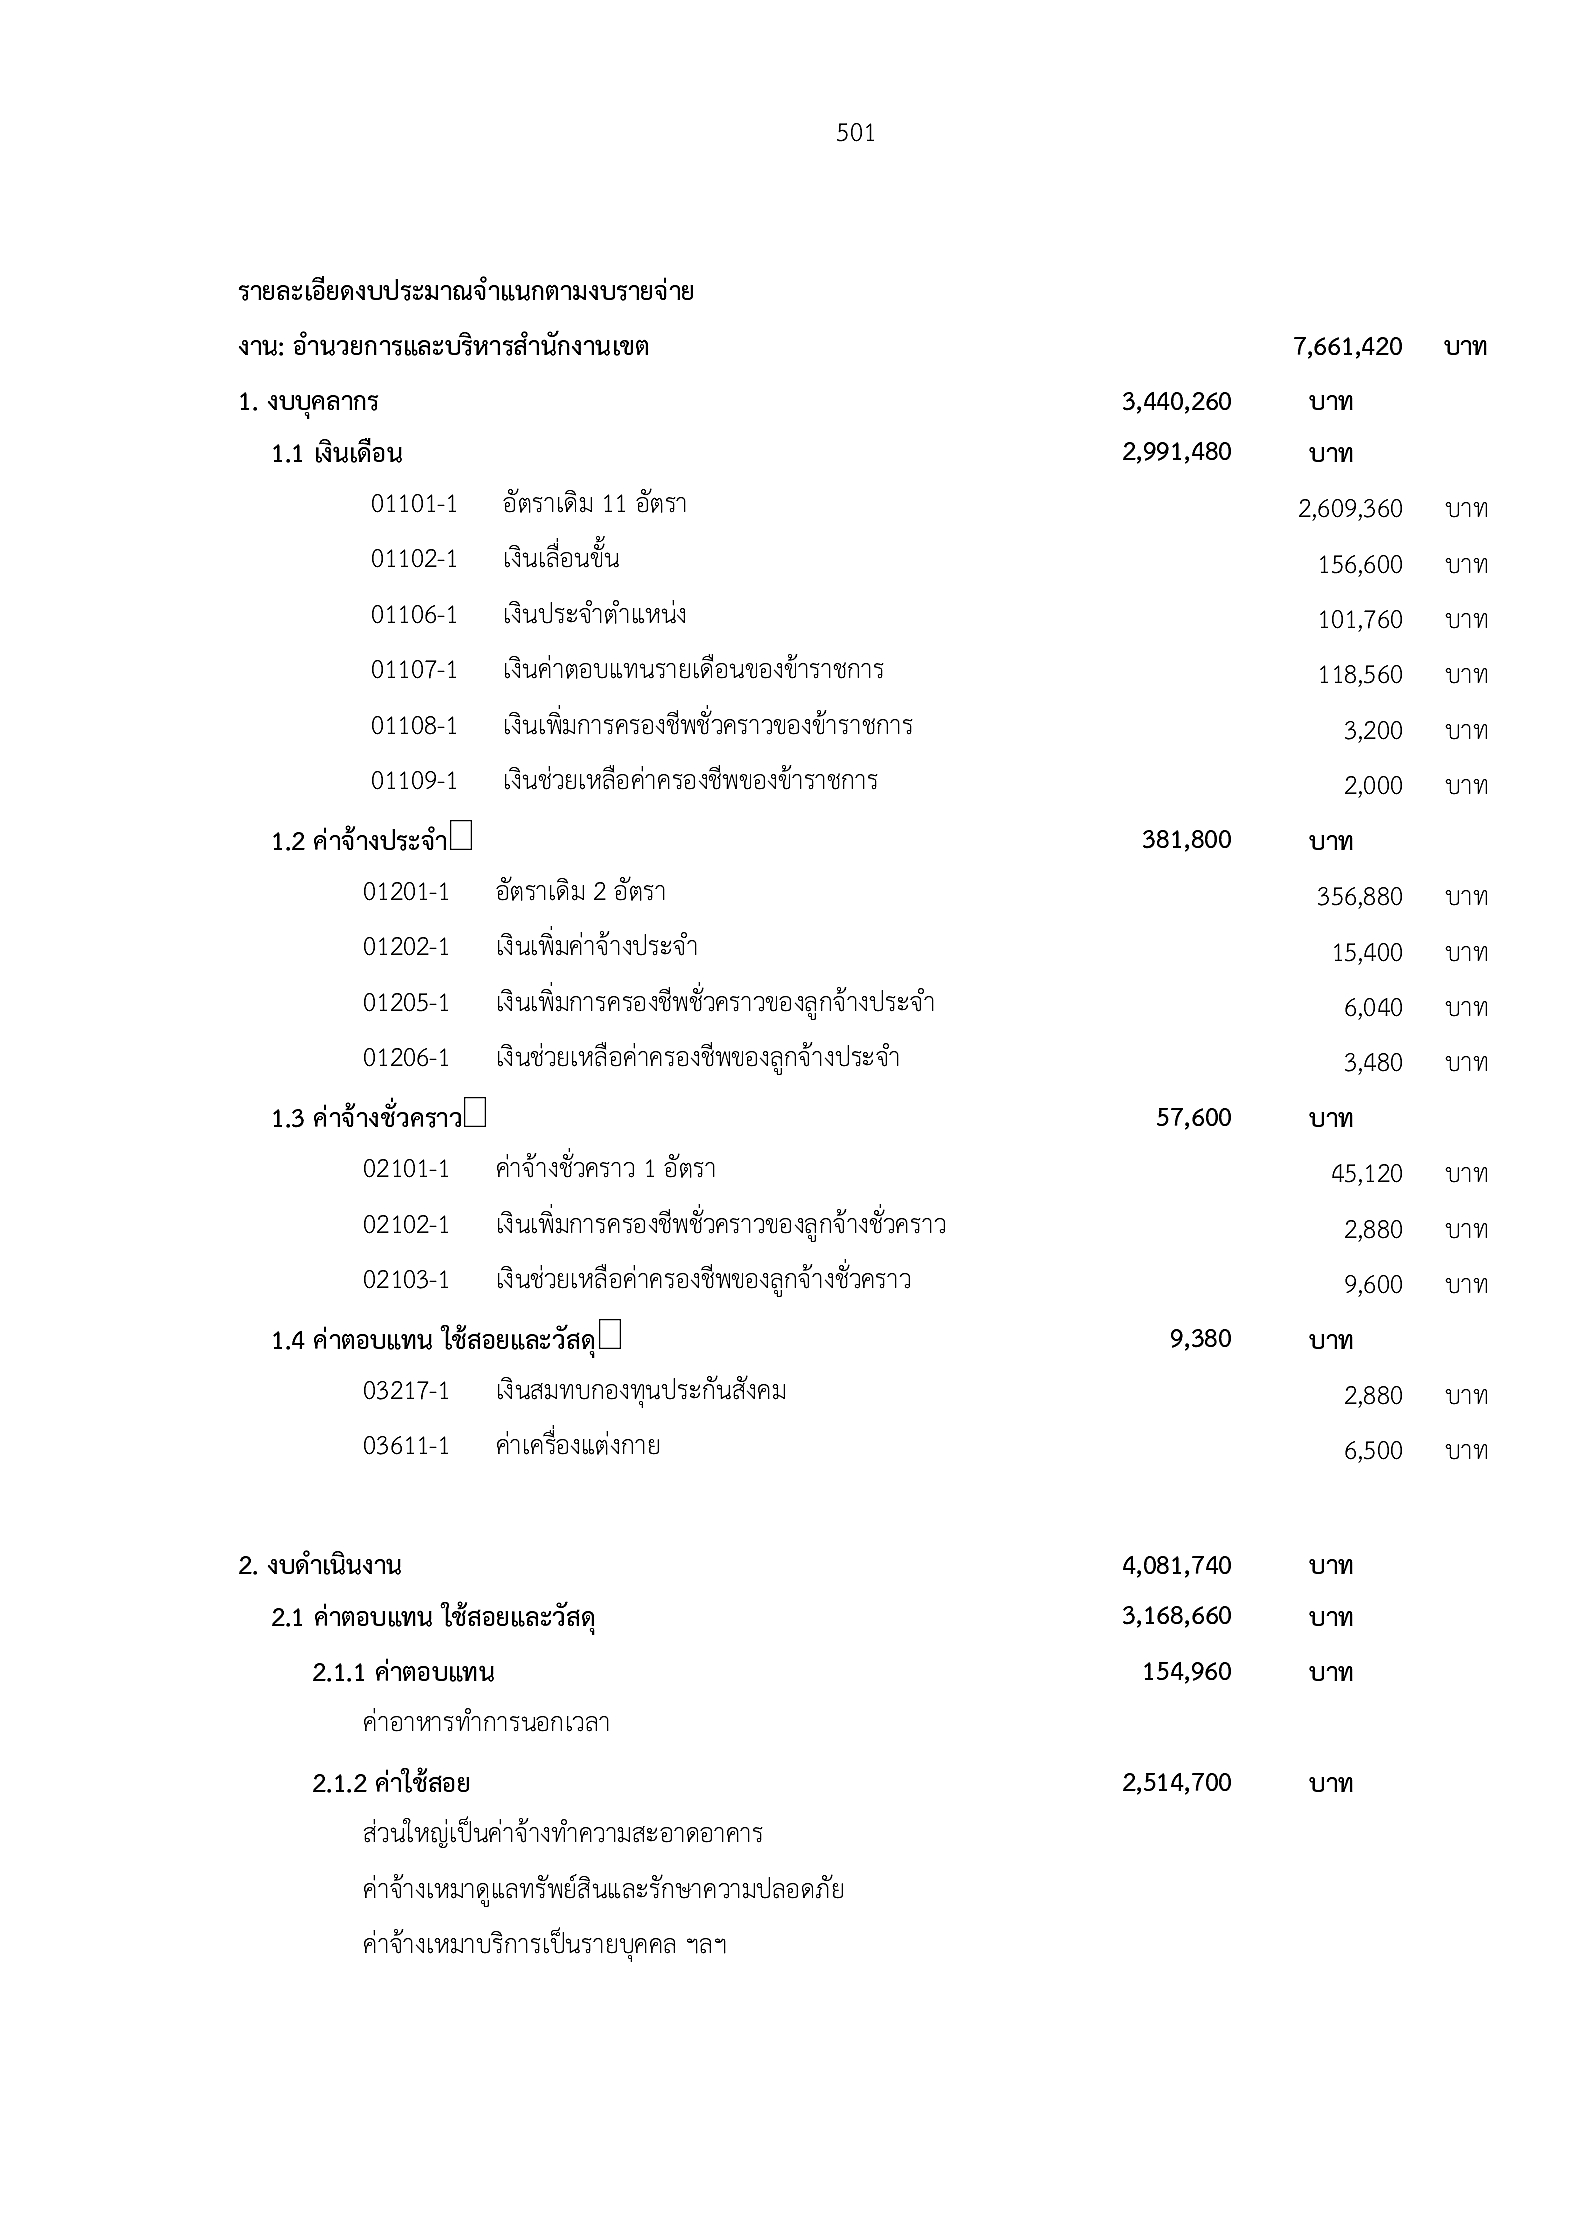 501
รายละเอียดงบประมาณจำแนกตามงบรายจ่าย
งาน: อำนวยการและบริหารสำนักงานเขต 7,661,420 บาท
1. งบบุคลากร 3,440,260 บาท
1.1 เงินเดือน 2,991,480 บาท
01101-1 อัตราเดิม 11 อัตรา 2,609,360 บาท
01102-1 เงินเลื่อนขั้น 156,600 บาท
01106-1 เงินประจำตำแหน่ง 101,760 บาท
01107-1 เงินค่าตอบแทนรายเดือนของข้าราชการ 118,560 บาท
01108-1 เงินเพิ่มการครองชีพชั่วคราวของข้าราชการ 3,200 บาท
01109-1 เงินช่วยเหลือค่าครองชีพของข้าราชการ 2,000 บาท
1.2 ค่าจ้างประจำ 381,800 บาท
01201-1 อัตราเดิม 2 อัตรา 356,880 บาท
01202-1 เงินเพิ่มค่าจ้างประจำ 15,400 บาท
01205-1 เงินเพิ่มการครองชีพชั่วคราวของลูกจ้างประจำ 6,040 บาท
01206-1 เงินช่วยเหลือค่าครองชีพของลูกจ้างประจำ 3,480 บาท
1.3 ค่าจ้างชั่วคราว 57,600 บาท
02101-1 ค่าจ้างชั่วคราว 1 อัตรา 45,120 บาท
02102-1 เงินเพิ่มการครองชีพชั่วคราวของลูกจ้างชั่วคราว 2,880 บาท
02103-1 เงินช่วยเหลือค่าครองชีพของลูกจ้างชั่วคราว 9,600 บาท
1.4 ค่าตอบแทน ใช้สอยและวัสดุ 9,380 บาท
03217-1 เงินสมทบกองทุนประกันสังคม 2,880 บาท
03611-1 ค่าเครื่องแต่งกาย 6,500 บาท
2. งบดำเนินงาน 4,081,740 บาท
2.1 ค่าตอบแทน ใช้สอยและวัสดุ 3,168,660 บาท
2.1.1 ค่าตอบแทน 154,960 บาท
ค่าอาหารทำการนอกเวลา
2.1.2 ค่าใช้สอย 2,514,700 บาท
ส่วนใหญ่เป็นค่าจ้างทำความสะอาดอาคาร
ค่าจ้างเหมาดูแลทรัพย์สินและรักษาความปลอดภัย
ค่าจ้างเหมาบริการเป็นรายบุคคล ฯลฯ